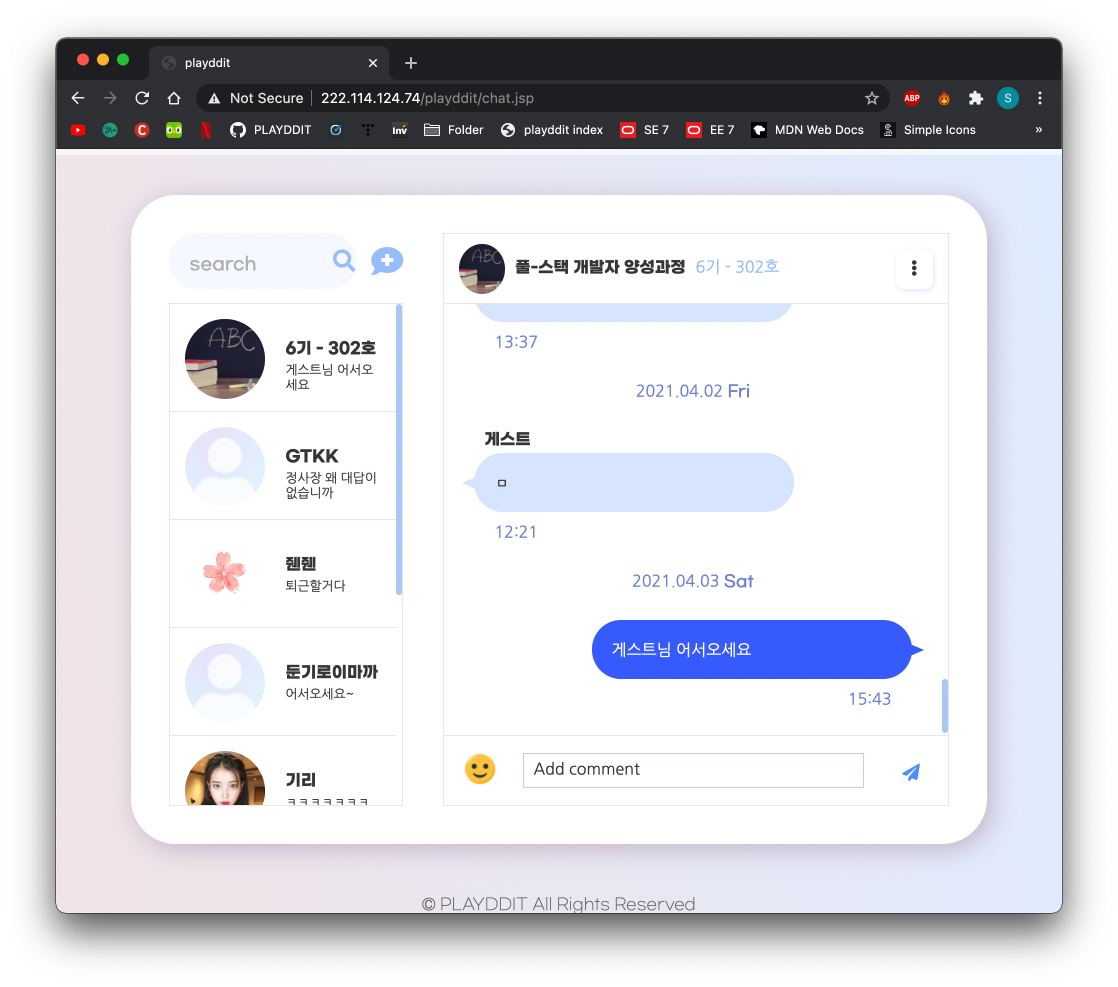 playddit
Not Secure
222.114.124.74/playddit/chat.jsp
ABP
S
PLAYDDIT
Inv
Folder
playddit index
SE 7
EE 7
MDN Web Docs
Simple Icons
»
search
풀-스택 개발자 양성과정 6기 - 302호
ABC
6기 - 302호
게스트님 어서오
세요
GTKK
정사장 왜 대답이
없습니까
쮄쮄
퇴근할거다
둔기로이마까
어서오세요~
기리
ㅋㅋㅋㅋㅋㅋㅋ
ABC
13:37
2021.04.02 Fri
게스트
ㅁ
12:21
2021.04.03 Sat
게스트님 어서오세요
15:43
Add comment
© PLAYDDIT All Rights Reserved